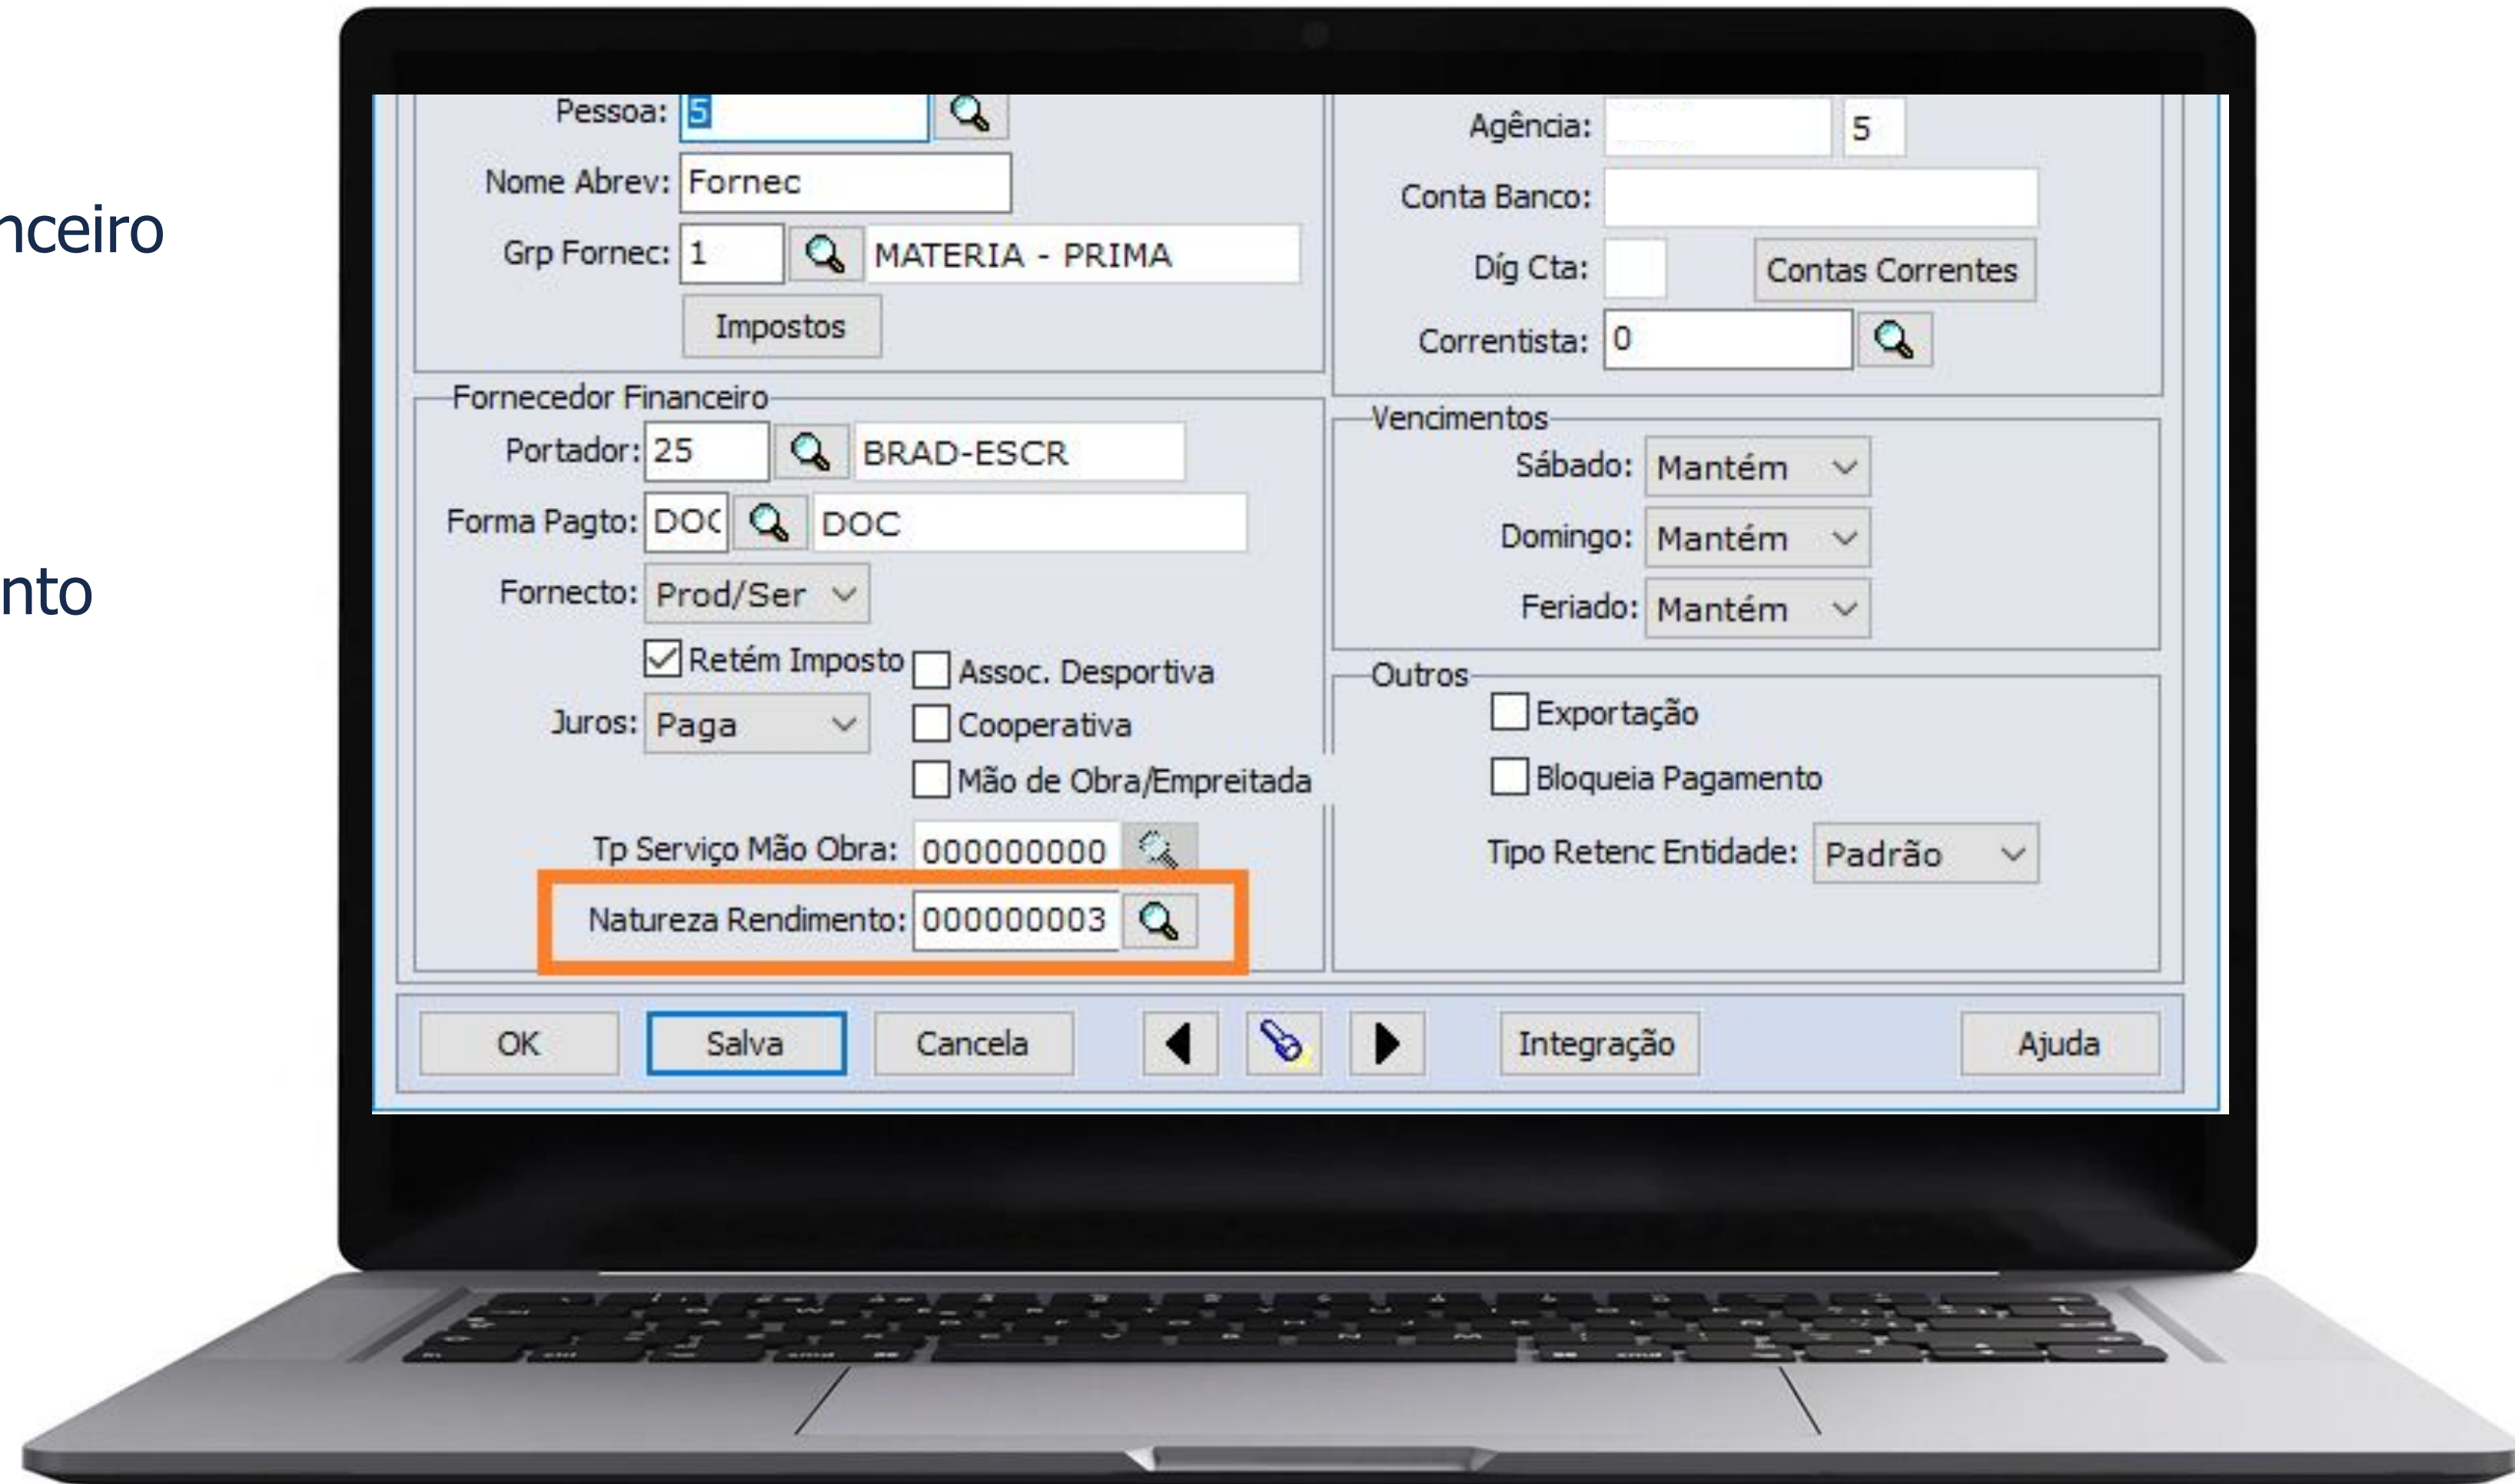 nceiro
nto
Pessoa: 5
Nome Abrev: Fornec
Grp Fornec: 1 MATERIA - PRIMA
Impostos
Agência: 5
Conta Banco:
Díg Cta: Contas Correntes
Correntista: 0
Fornecedor Financeiro
Portador: 25 BRAD-ESCR
Forma Pagto: DOC DOC
Fornecto: Prod/Ser
Retém Imposto Assoc. Desportiva
Juros: Paga Cooperativa
Mão de Obra/Empreitada
Tp Serviço Mão Obra: 000000000
Natureza Rendimento: 000000003
Vencimentos
Sábado: Mantém
Domingo: Mantém
Feriado: Mantém
Outros
Exportação
Bloqueia Pagamento
Tipo Retenc Entidade: Padrão
OK Salva Cancela Integração Ajuda